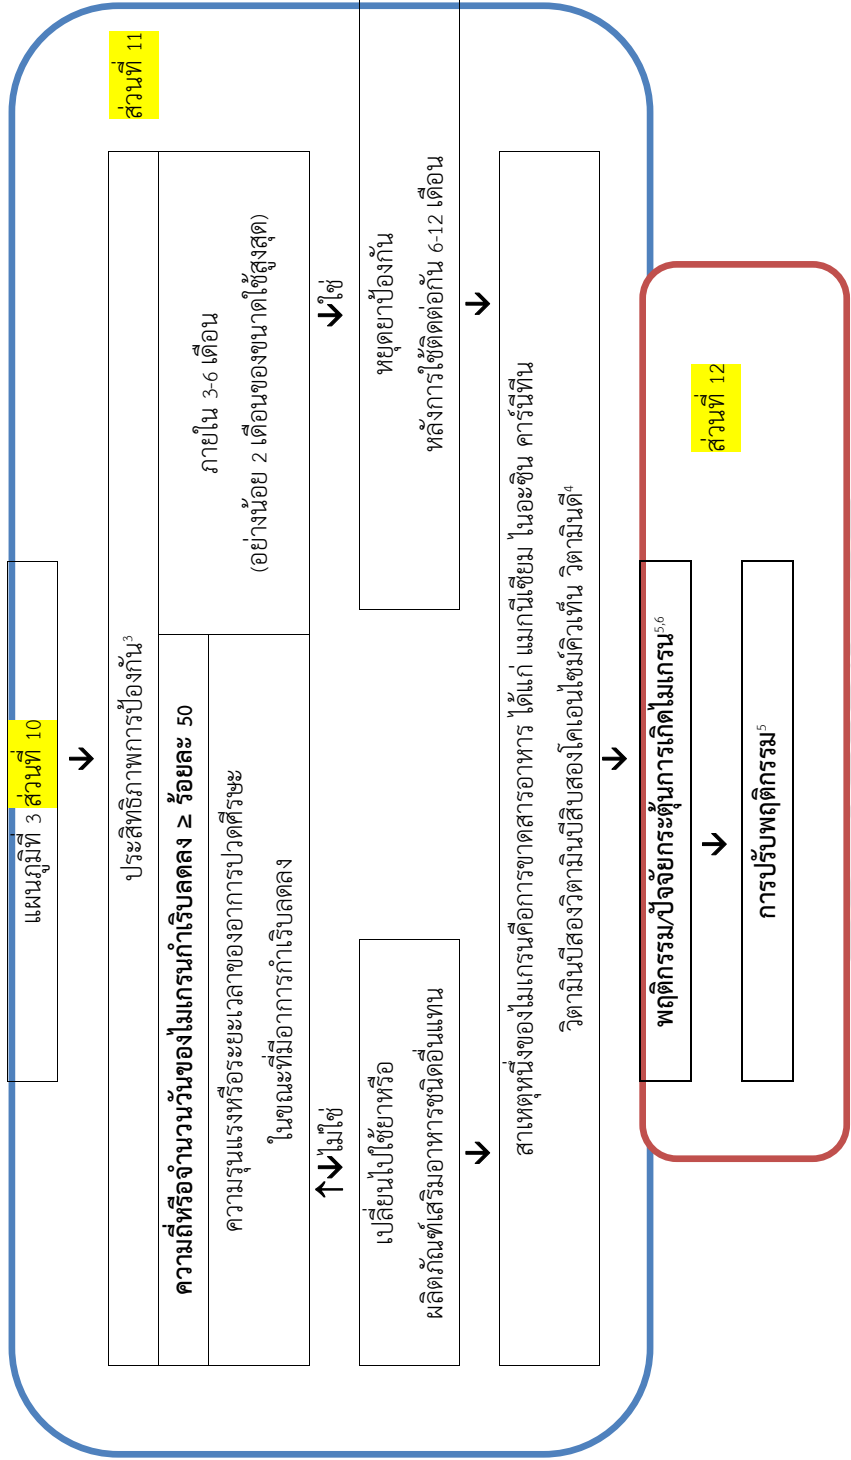 แผนภูมิที่ 3 ส่วนที่ 10
ส่วนที่ 11
ประสิทธิภาพการป้องกัน³
ความถี่หรือจำนวนวันของไมเกรนกำเริบลดลง ≥ ร้อยละ 50
ความรุนแรงหรือระยะเวลาของอาการปวดศีรษะ
ในขณะที่มีอาการกำเริบลดลง
ภายใน 3-6 เดือน
(อย่างน้อย 2 เดือนของขนาดใช้สูงสุด)
↑↓ไม่ใช่
↓ใช่
เปลี่ยนไปใช้ยาหรือ
ผลิตภัณฑ์เสริมอาหารชนิดอื่นแทน
หยุดยาป้องกัน
หลังการใช้ติดต่อกัน 6-12 เดือน
สาเหตุหนึ่งของไมเกรนคือการขาดสารอาหาร ได้แก่ แมกนีเซียม ไนอะซิน คาร์นีทีน
วิตามินบีสองวิตามินบีสิบสองโคเอนไซม์คิวเท็น วิตามินดี⁴
พฤติกรรม/ปัจจัยกระตุ้นการเกิดไมเกรน⁵,⁶
ส่วนที่ 12
การปรับพฤติกรรม⁵